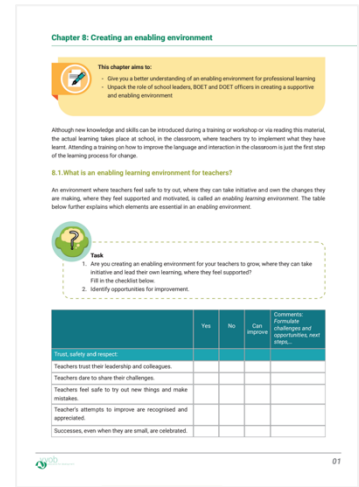 Chapter 8: Creating an enabling environment
This chapter aims to:
- Give you a better understanding of an enabling environment for professional learning
- Unpack the role of school leaders, BOET and DOET officers in creating a supportive
and enabling environment
Although new knowledge and skills can be introduced during a training or workshop or via reading this material,
the actual learning takes place at school, in the classroom, where teachers try to implement what they have
learnt. Attending a training on how to improve the language and interaction in the classroom is just the first step
of the learning process for change.
8.1.What is an enabling learning environment for teachers?
An environment where teachers feel safe to try out, where they can take initiative and own the changes they
are making, where they feel supported and motivated, is called an enabling learning environment. The table
below further explains which elements are essential in an enabling environment.
Task
1. Are you creating an enabling environment for your teachers to grow, where they can take
initiative and lead their own learning, where they feel supported?
Fill in the checklist below.
2. Identify opportunities for improvement.
Yes No Can improve Comments: Formulate challenges and opportunities, next steps,...
Trust, safety and respect:
Teachers trust their leadership and colleagues.
Teachers dare to share their challenges.
Teachers feel safe to try out new things and make
mistakes.
Teacher's attempts to improve are recognised and
appreciated.
Successes, even when they are small, are celebrated.
vvob
01